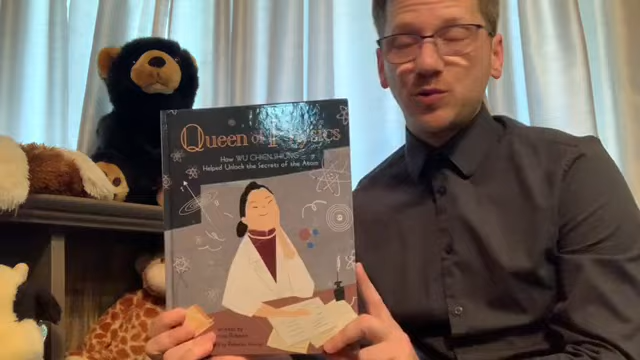 Queen of Physics
How WU CHIEN SHIUNG
Helped Unlock the Secrets of the Atom